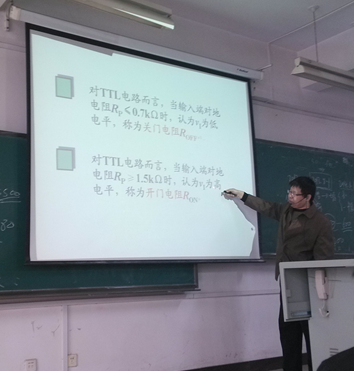 对TTL电路而言，当输入端对地
电阻RP≤0.7kΩ时，认为vI为低
电平，称为关门电阻ROFF。
对TTL电路而言，当输入端对地
电阻RP≥1.5kΩ时，认为vI为高
电平，称为开门电阻ROFF